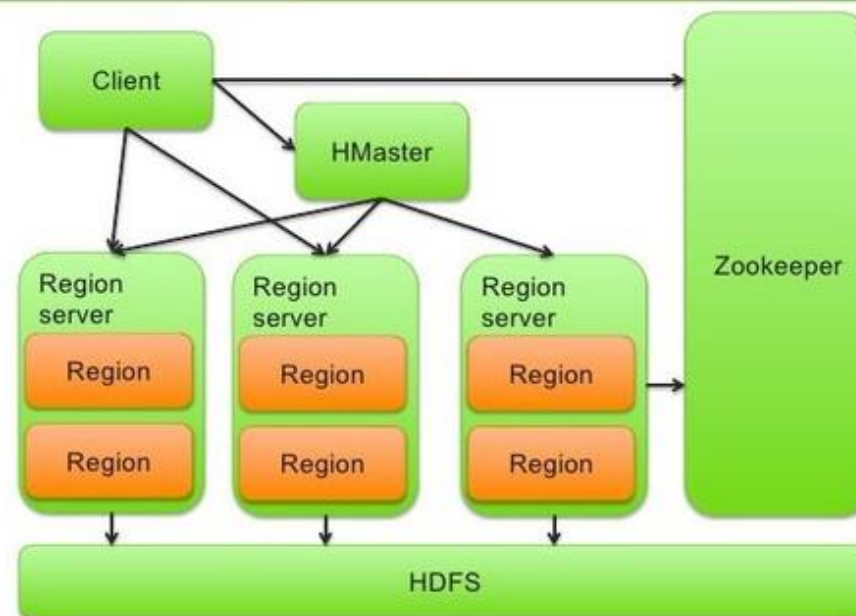 Client
HMaster
Zookeeper
Region
server
Region
Region
Region
server
Region
Region
Region
server
Region
Region
HDFS